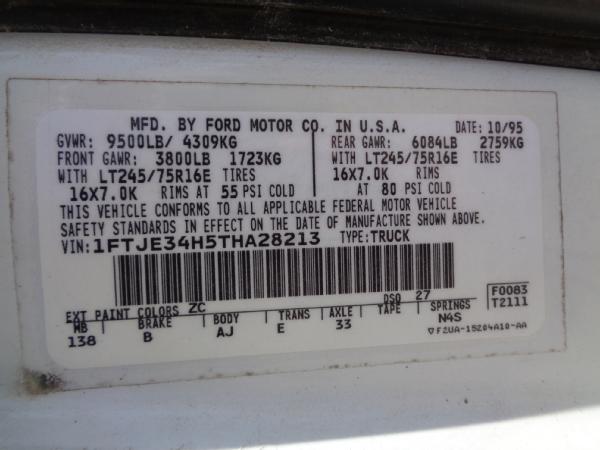 MFD. BY FORD MOTOR CO. IN U.S.A.
DATE: 10/95
GVWR: 9500LB/ 4309KG
REAR GAWR: 6084LB 2759KG
FRONT GAWR: 3800LB 1723KG
WITH LT245/75R16E TIRES
WITH LT245/75R16E TIRES
16X7.0K RIMS
16X7.0K RIMS AT 55 PSI COLD
AT 80 PSI COLD
THIS VEHICLE CONFORMS TO ALL APPLICABLE FEDERAL MOTOR VEHICLE
SAFETY STANDARDS IN EFFECT ON THE DATE OF MANUFACTURE SHOWN ABOVE.
VIN: 1FTJE34H5THA28213 TYPE: TRUCK
F0083
T2111
EXT PAINT COLORS ZC DSO 27
WB BRAKE BODY TRANS AXLE TAPE SPRINGS
138 B AJ E 33 N4S
▽F2UA-15204A10-AA